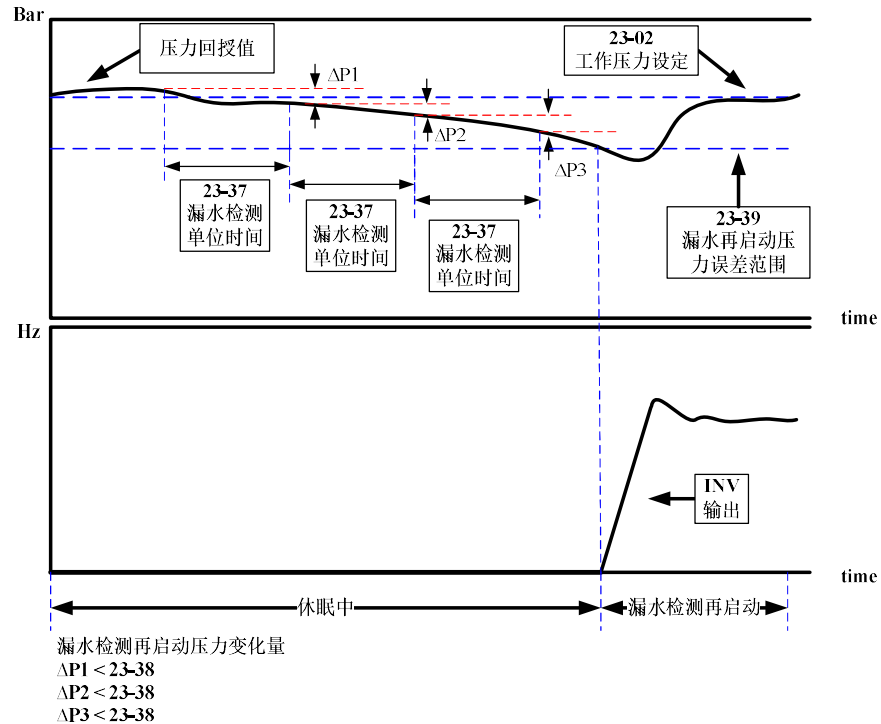 Bar
压力回授值
ΔP1
23-02
工作压力设定
ΔP2
ΔP3
23-37
漏水检测
单位时间
23-37
漏水检测
单位时间
23-37
漏水检测
单位时间
23-39
漏水再启动压
力误差范围
time
Hz
INV
输出
time
休眠中
漏水检测再启动
漏水检测再启动压力变化量
ΔP1 < 23-38
ΔP2 < 23-38
ΔP3 < 23-38